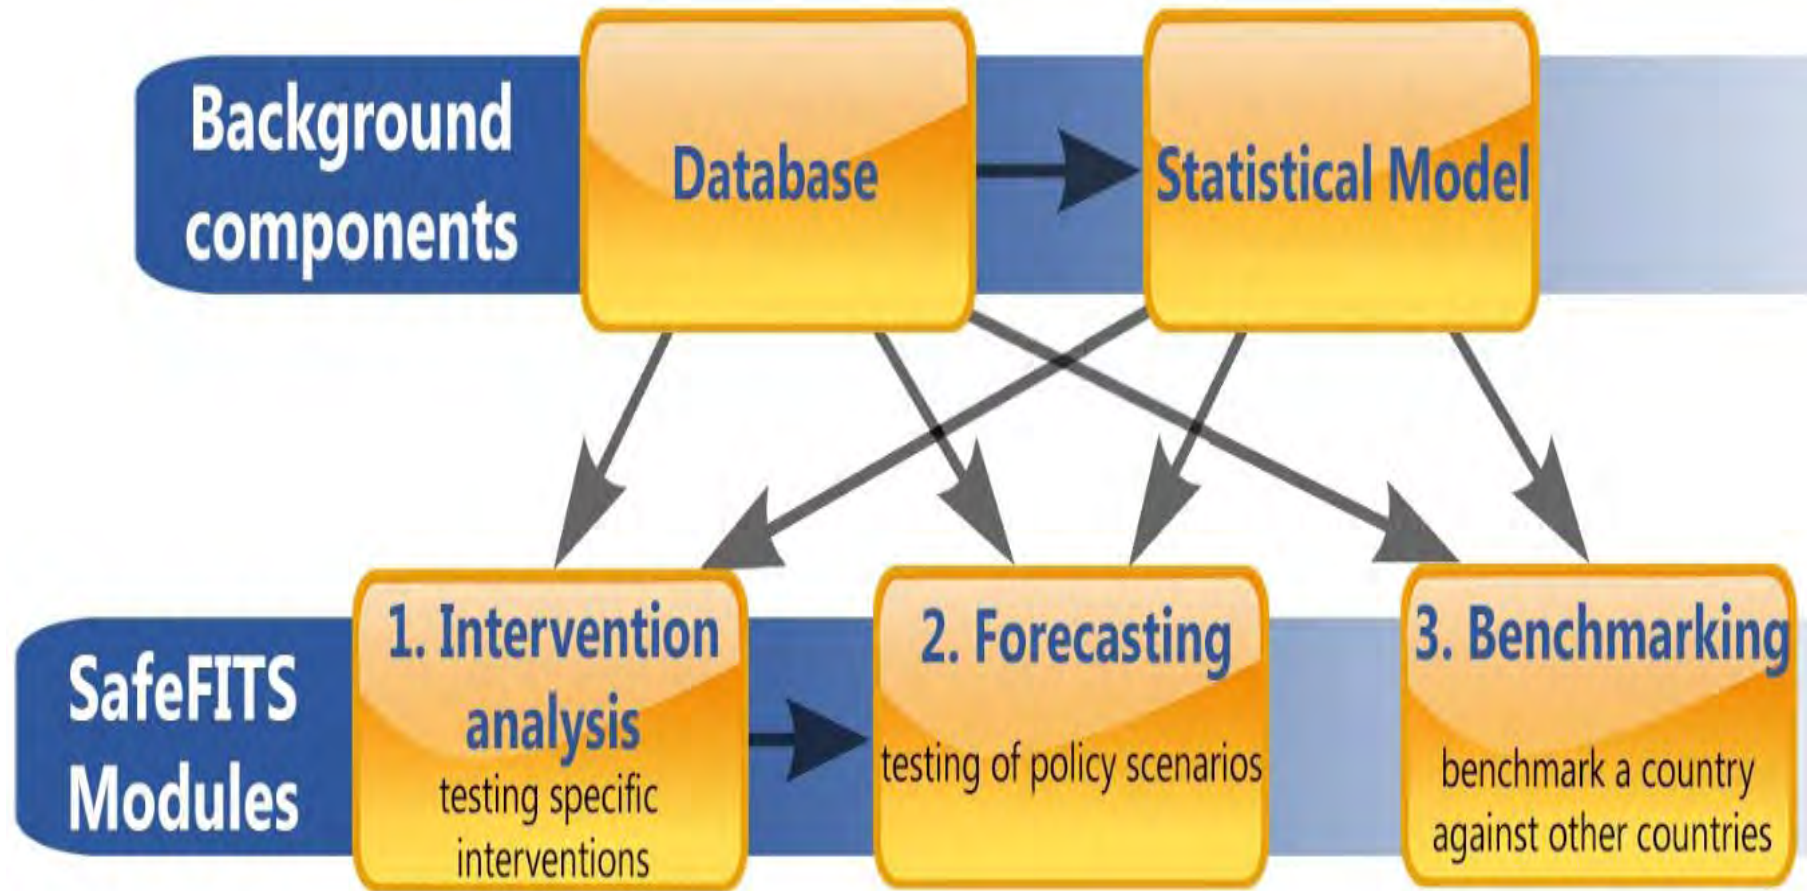 Background
components
Database
Statistical Model
SafeFITS
Modules
1. Intervention
analysis
testing specific
interventions
2. Forecasting
testing of policy scenarios
3. Benchmarking
benchmark a country
against other countries